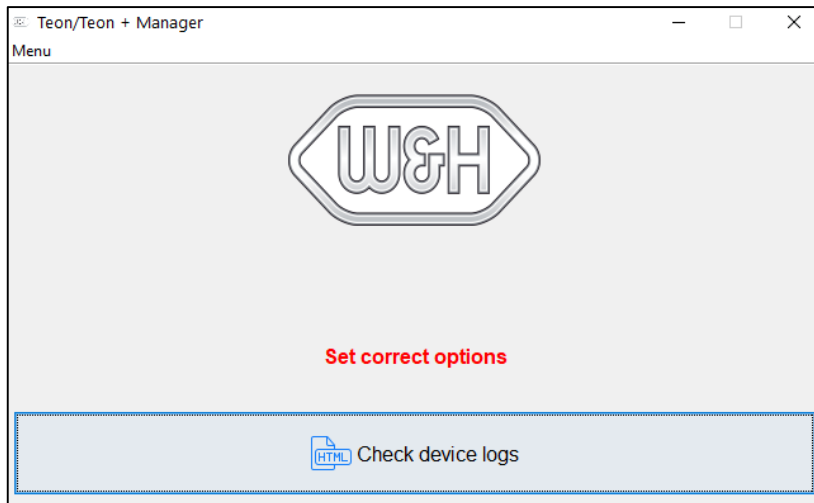 Teon/Teon + Manager
Menu
W&H
Set correct options
HTML Check device logs